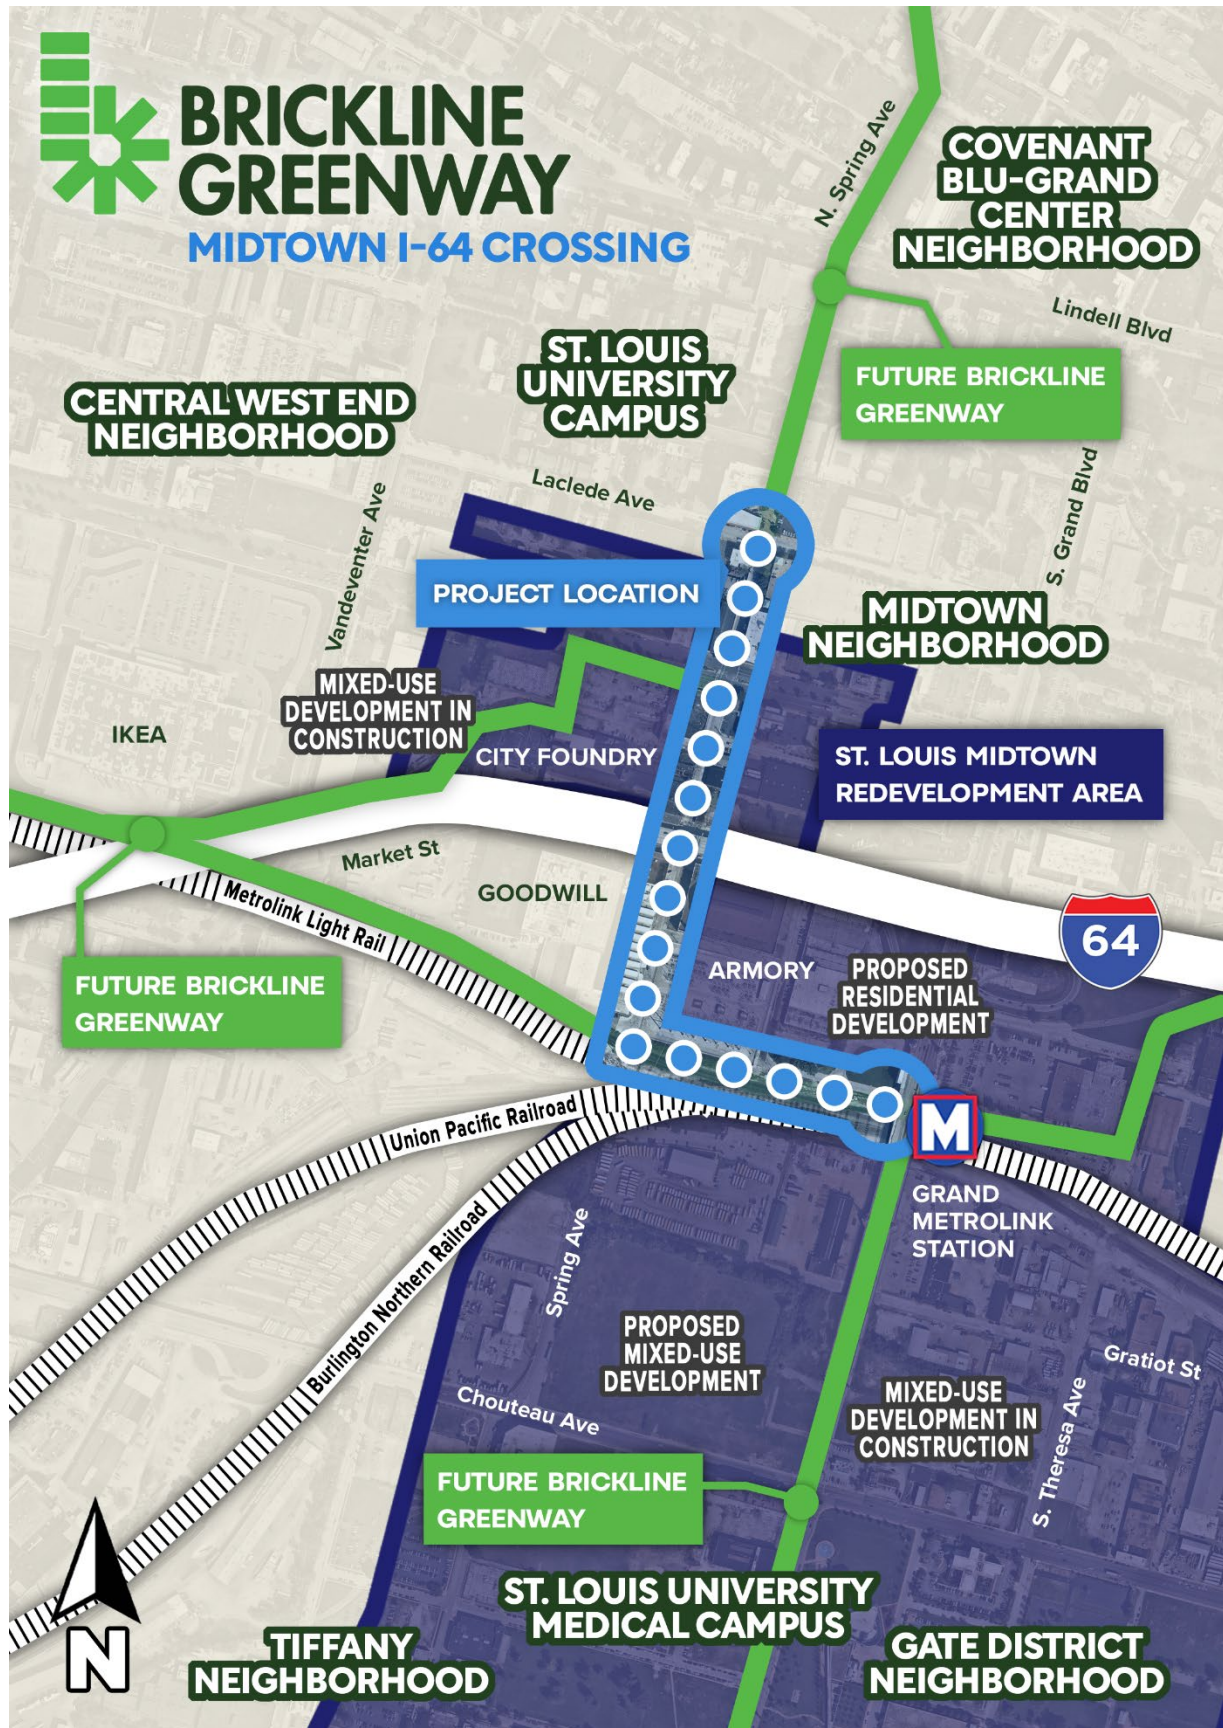 BRICKLINE
GREENWAY
MIDTOWN I-64 CROSSING
N. Spring Ave
COVENANT
BLU-GRAND
CENTER
NEIGHBORHOOD
Lindell Blvd
ST. LOUIS
UNIVERSITY
CAMPUS
FUTURE BRICKLINE
GREENWAY
CENTRAL WEST END
NEIGHBORHOOD
Laclede Ave
Vandeventer Ave
S. Grand Blvd
PROJECT LOCATION
MIDTOWN
NEIGHBORHOOD
MIXED-USE
DEVELOPMENT IN
CONSTRUCTION
IKEA
CITY FOUNDRY
ST. LOUIS MIDTOWN
REDEVELOPMENT AREA
Market St
GOODWILL
Metrolink Light Rail
64
ARMORY
PROPOSED
RESIDENTIAL
DEVELOPMENT
FUTURE BRICKLINE
GREENWAY
Union Pacific Railroad
M
GRAND
METROLINK
STATION
Burlington Northern Railroad
Spring Ave
PROPOSED
MIXED-USE
DEVELOPMENT
Gratiot St
Chouteau Ave
MIXED-USE
DEVELOPMENT IN
CONSTRUCTION
S. Theresa Ave
FUTURE BRICKLINE
GREENWAY
ST. LOUIS UNIVERSITY
MEDICAL CAMPUS
N
TIFFANY
NEIGHBORHOOD
GATE DISTRICT
NEIGHBORHOOD